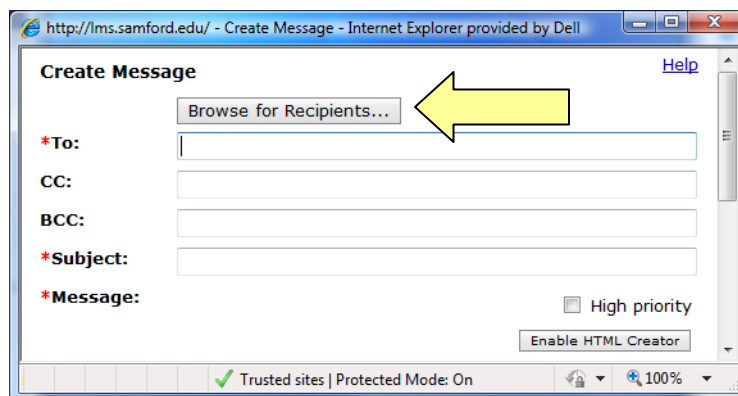 http://lms.samford.edu/ - Create Message - Internet Explorer provided by Dell
Create Message
Help
Browse for Recipients...
*To:
CC:
BCC:
*Subject:
*Message:
High priority
Enable HTML Creator
Trusted sites | Protected Mode: On
100%